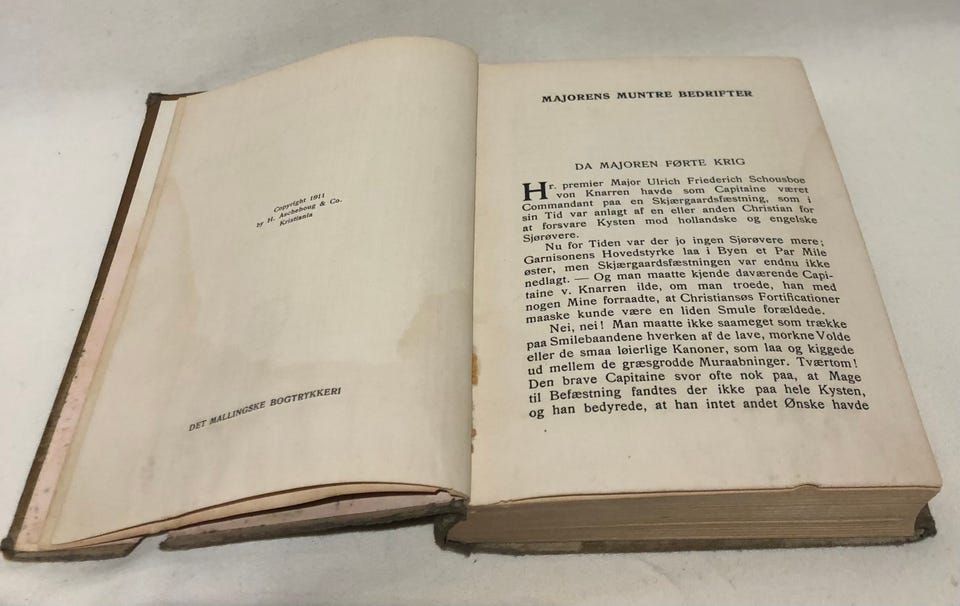 Copyright 1911
by H. Aschehoug & Co.
Kristiania
DET MALLINGSKE BOGTRYKKERI
MAJORENS MUNTRE BEDRIFTER
DA MAJOREN FØRTE KRIG
Hr. premier Major Ulrich Friederich Schousboe
von Knarren havde som Capitaine været
Commandant paa en Skjærgaardsfæstning, som i
sin Tid var anlagt af en eller anden Christian for
at forsvare Kysten mod hollandske og engelske
Sjørøvere.
Nu for Tiden var der jo ingen Sjørøvere mere;
Garnisonens Hovedstyrke laa i Byen et Par Mile
øster, men Skjærgaardsfæstningen var endnu ikke
nedlagt. — Og man maatte kjende daværende Capi-
taine v. Knarren ilde, om man troede, han med
nogen Mine forraadte, at Christiansøs Fortificationer
maaske kunde være en liden Smule forældede.
Nei, nei! Man maatte ikke saameget som trække
paa Smilebaandene hverken af de lave, morkne Volde
eller de smaa løierlige Kanoner, som laa og kiggede
ud mellem de græsgrodde Muraabninger. Tværtom!
Den brave Capitaine svor ofte nok paa, at Mage
til Befæstning fandtes der ikke paa hele Kysten,
og han bedyrede, at han intet andet Ønske havde